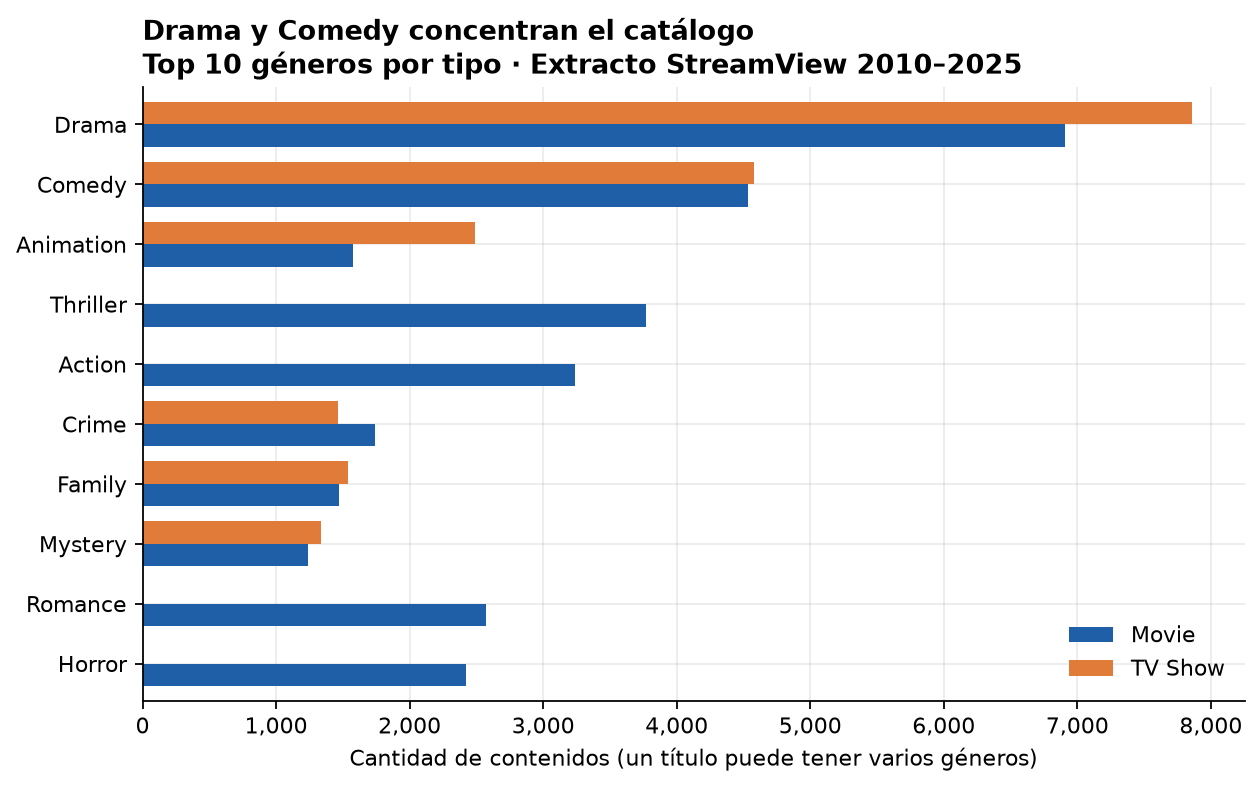 Drama y Comedy concentran el catálogo
Top 10 géneros por tipo · Extracto StreamView 2010–2025
Drama
Comedy
Animation
Thriller
Action
Crime
Family
Mystery
Romance
Horror
Movie
TV Show
0 1,000 2,000 3,000 4,000 5,000 6,000 7,000 8,000
Cantidad de contenidos (un título puede tener varios géneros)